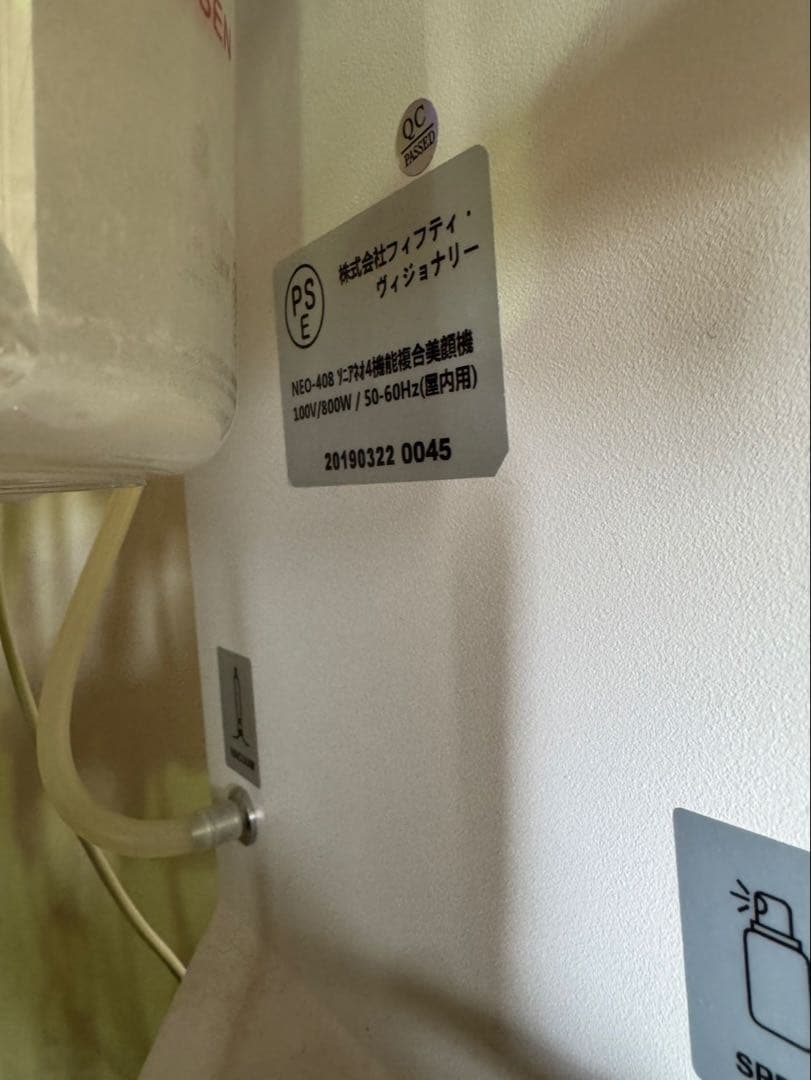 QC
PASSED
PS
E
株式会社フィフティ・
ヴィジョナリー
NEO-408 ｿﾆｱﾈｵ4機能複合美顔機
100V/800W / 50-60Hz(屋内用)
20190322 0045